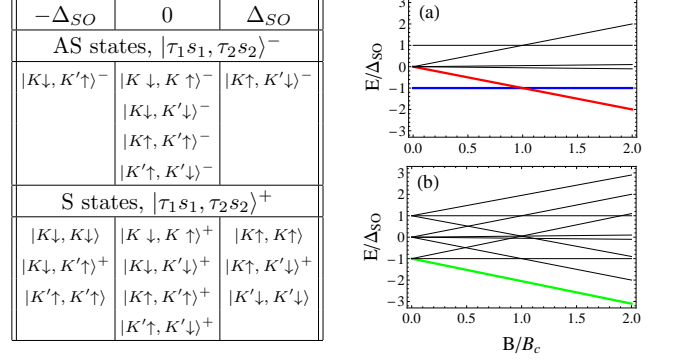 −Δ_SO 0 Δ_SO
AS states, |τ₁s₁, τ₂s₂⟩⁻
|K↓, K′↑⟩⁻ |K ↓, K ↑⟩⁻ |K↑, K′↓⟩⁻
|K↓, K′↓⟩⁻
|K↑, K′↑⟩⁻
|K′↑, K′↓⟩⁻
S states, |τ₁s₁, τ₂s₂⟩⁺
|K↓, K↓⟩ |K ↓, K ↑⟩⁺ |K↑, K↑⟩
|K↓, K′↑⟩⁺ |K↓, K′↓⟩⁺ |K↑, K′↓⟩⁺
|K′↑, K′↑⟩ |K↑, K′↑⟩⁺ |K′↓, K′↓⟩
|K′↑, K′↓⟩⁺
(a)
E/Δ_SO
3
2
1
0
−1
−2
−3
0.0 0.5 1.0 1.5 2.0
(b)
E/Δ_SO
3
2
1
0
−1
−2
−3
0.0 0.5 1.0 1.5 2.0
B/B_c